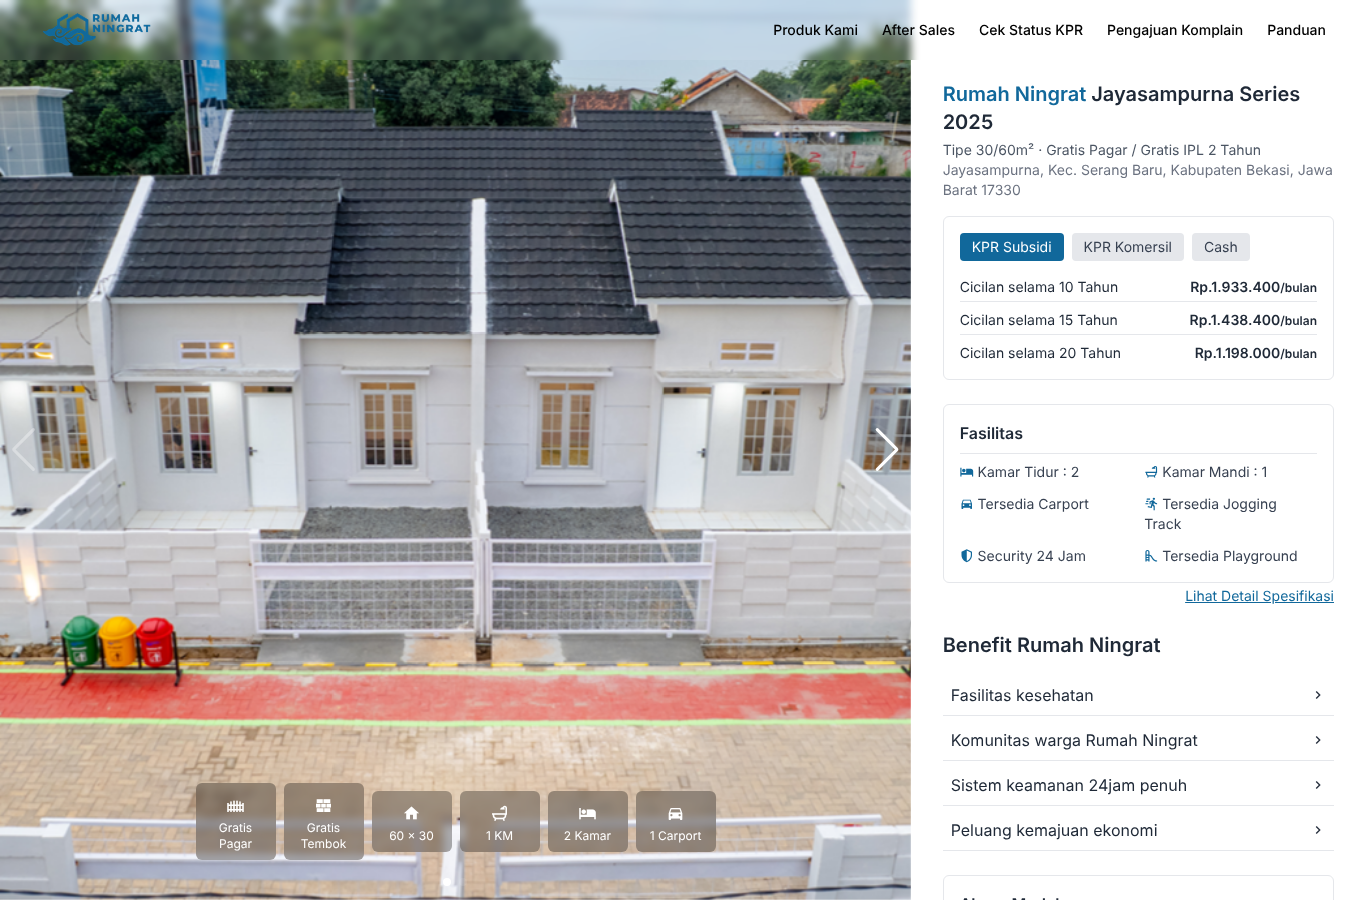 RUMAH
NINGRAT
Produk Kami
After Sales
Cek Status KPR
Pengajuan Komplain
Panduan
Rumah Ningrat Jayasampurna Series
2025
Tipe 30/60m² · Gratis Pagar / Gratis IPL 2 Tahun
Jayasampurna, Kec. Serang Baru, Kabupaten Bekasi, Jawa
Barat 17330
KPR Subsidi
KPR Komersil
Cash
Cicilan selama 10 Tahun
Rp.1.933.400/bulan
Cicilan selama 15 Tahun
Rp.1.438.400/bulan
Cicilan selama 20 Tahun
Rp.1.198.000/bulan
Fasilitas
Kamar Tidur : 2
Kamar Mandi : 1
Tersedia Carport
Tersedia Jogging
Track
Security 24 Jam
Tersedia Playground
Lihat Detail Spesifikasi
Benefit Rumah Ningrat
Fasilitas kesehatan
Komunitas warga Rumah Ningrat
Sistem keamanan 24jam penuh
Peluang kemajuan ekonomi
Gratis
Pagar
Gratis
Tembok
60 x 30
1 KM
2 Kamar
1 Carport